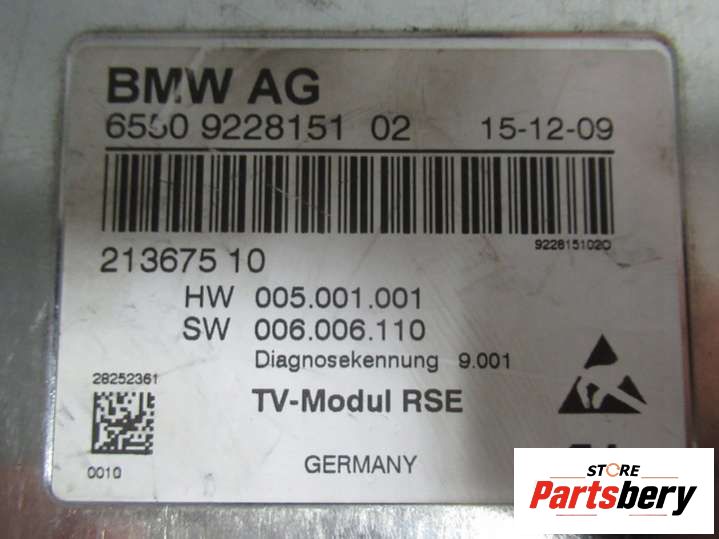 BMW AG
6550 9228151 02 15-12-09
9228151020
213675 10
HW 005.001.001
SW 006.006.110
Diagnosekennung 9.001
28252361
TV-Modul RSE
0010
GERMANY
STORE
Partsbery